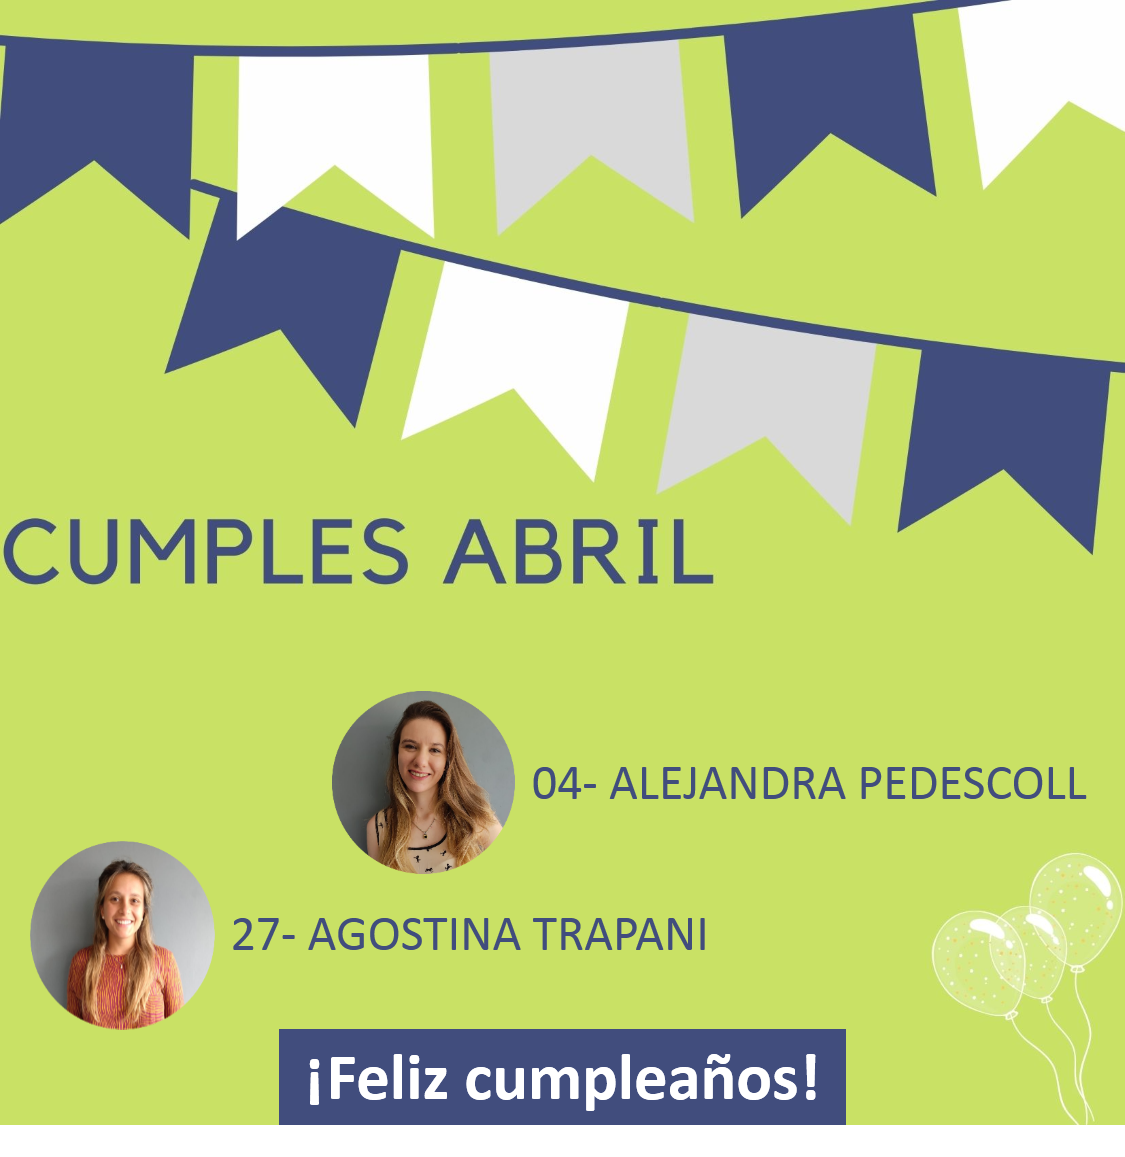 CUMPLES ABRIL
04- ALEJANDRA PEDESCOLL
27- AGOSTINA TRAPANI
¡Feliz cumpleaños!